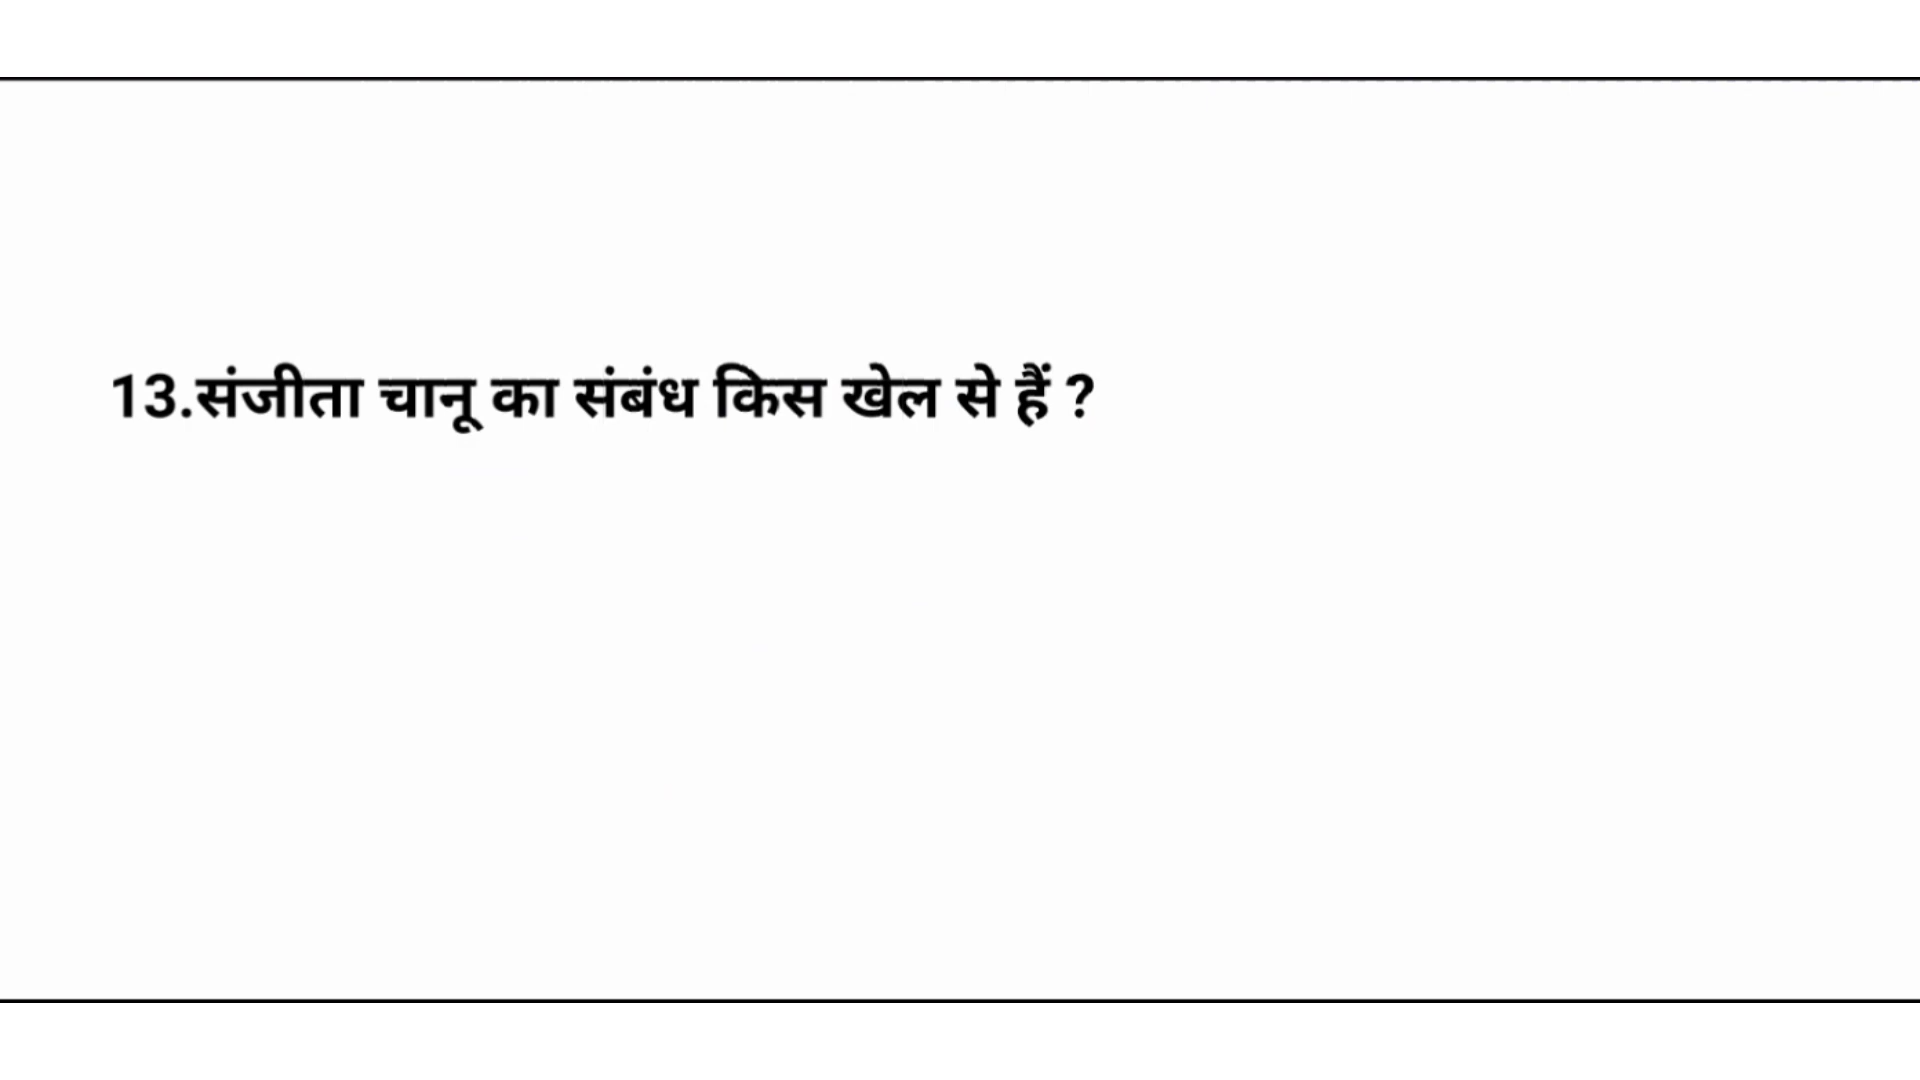 13.संजीता चानू का संबंध किस खेल से हैं ?